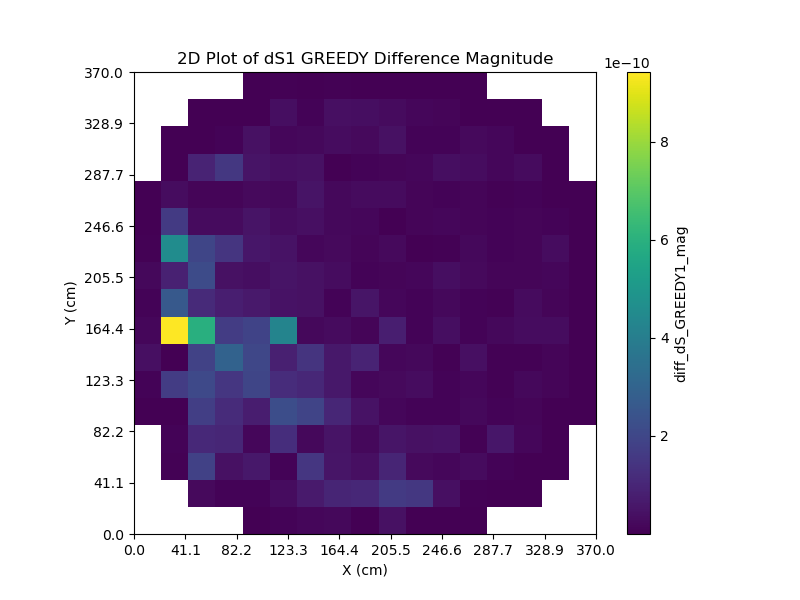 2D Plot of dS1 GREEDY Difference Magnitude
1e−10
370.0
328.9
287.7
246.6
205.5
164.4
123.3
82.2
41.1
0.0
Y (cm)
0.0 41.1 82.2 123.3 164.4 205.5 246.6 287.7 328.9 370.0
X (cm)
8
6
4
2
diff_dS_GREEDY1_mag